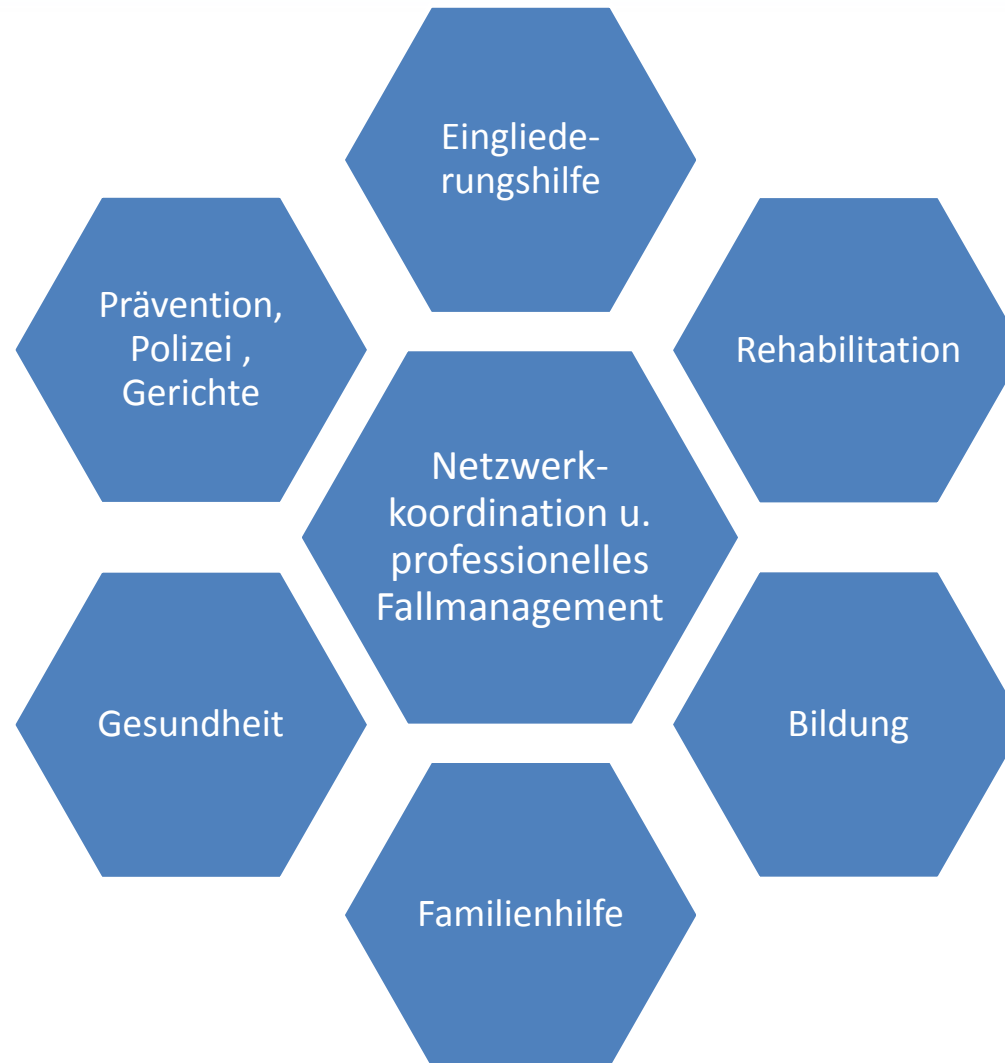 Eingliede-
rungshilfe
Prävention,
Polizei ,
Gerichte
Rehabilitation
Netzwerk-
koordination u.
professionelles
Fallmanagement
Gesundheit
Bildung
Familienhilfe